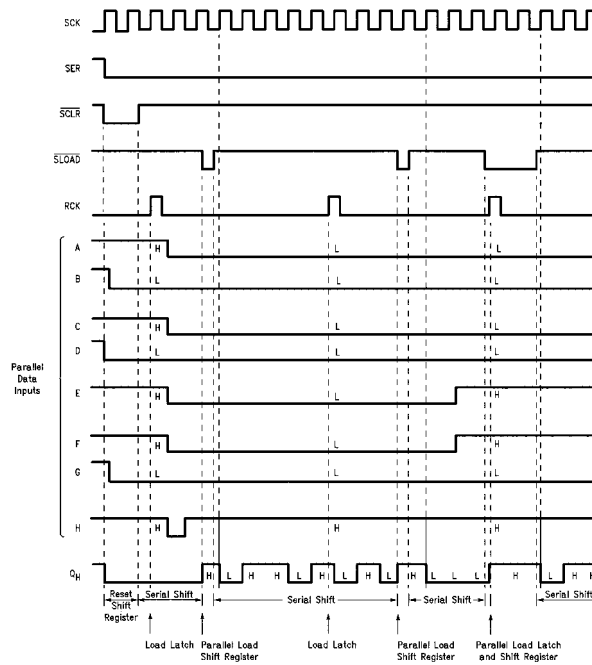 SCK
SER
SCLR
SLOAD
RCK
A H L L
B L L L
C H L L
D L L L
Parallel
Data
Inputs
E H L H
F H L H
G L L L
H H H H
QH H L H H L H L H L H L L L H L H H
Reset
Shift
Register
Serial Shift
Serial Shift
Serial Shift
Serial Shift
Load Latch
Parallel Load
Shift Register
Load Latch
Parallel Load
Shift Register
Parallel Load Latch
and Shift Register